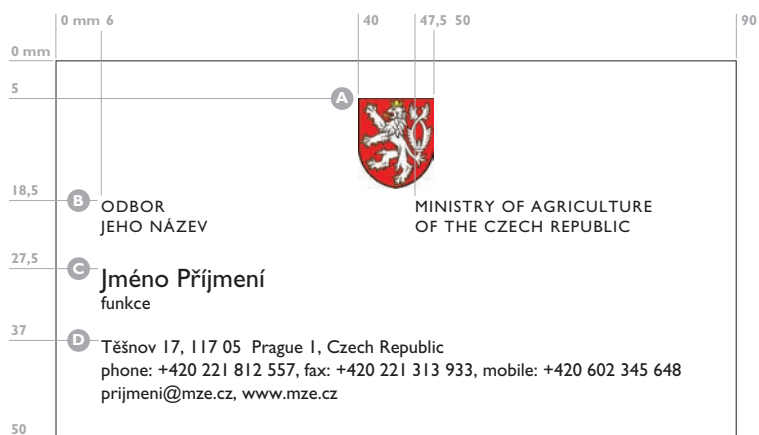 0 mm 6 40 47,5 50 90
0 mm
5
A
18,5
B
ODBOR
JEHO NÁZEV
MINISTRY OF AGRICULTURE
OF THE CZECH REPUBLIC
27,5
C
Jméno Příjmení
funkce
37
D
Těšnov 17, 117 05 Prague 1, Czech Republic
phone: +420 221 812 557, fax: +420 221 313 933, mobile: +420 602 345 648
prijmeni@mze.cz, www.mze.cz
50